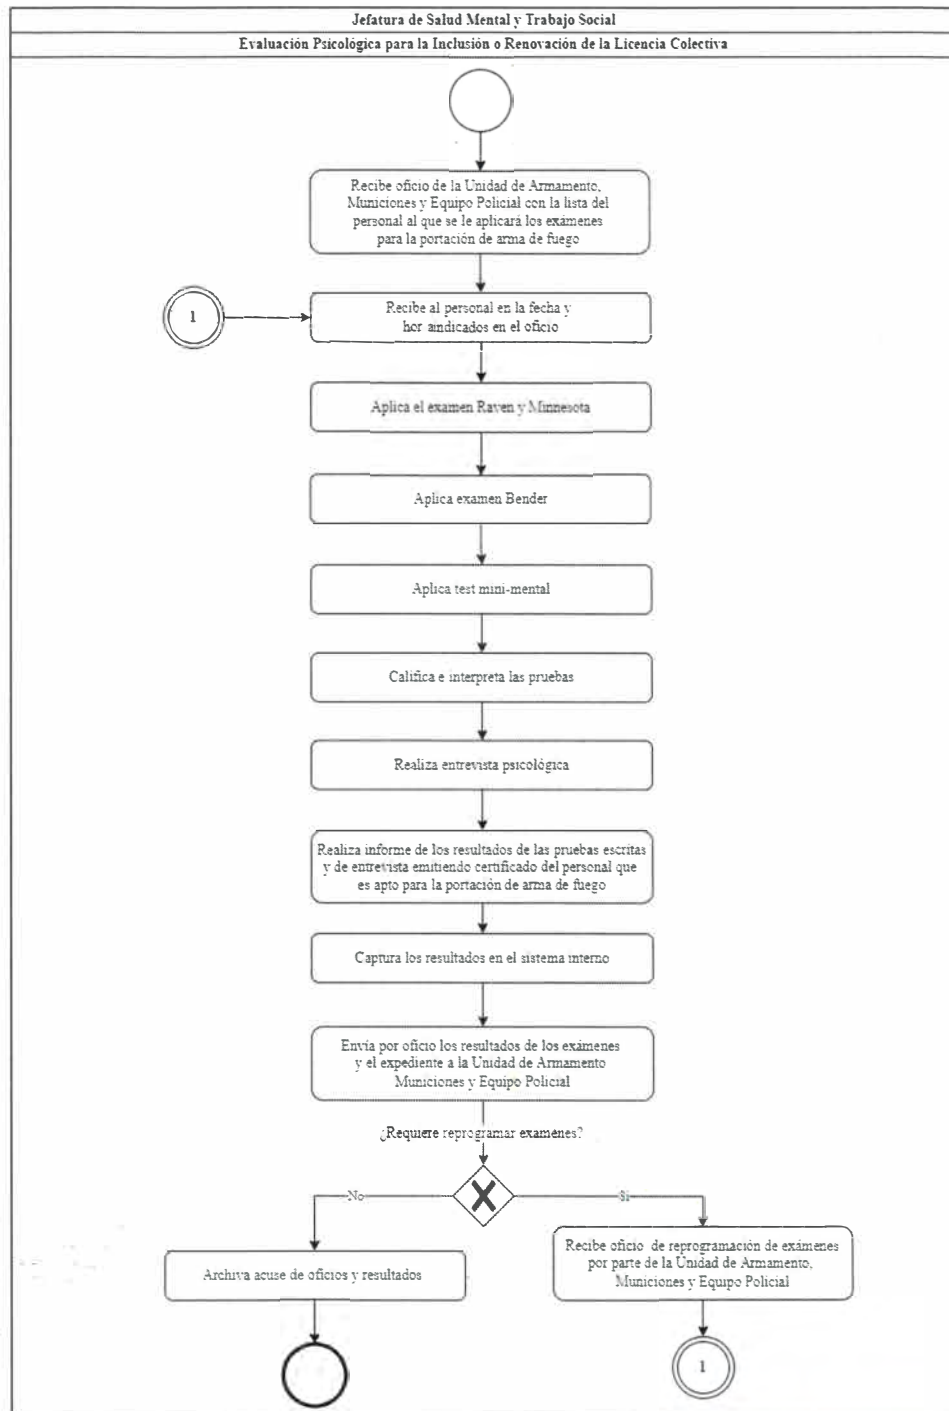 Jefatura de Salud Mental y Trabajo Social
Evaluación Psicológica para la Inclusión o Renovación de la Licencia Colectiva
Recibe oficio de la Unidad de Armamento,
Municiones y Equipo Policial con la lista del
personal al que se le aplicará los exámenes
para la portación de arma de fuego
1
Recibe al personal en la fecha y
hor aindicados en el oficio
Aplica el examen Raven y Minnesota
Aplica examen Bender
Aplica test mini-mental
Califica e interpreta las pruebas
Realiza entrevista psicológica
Realiza informe de los resultados de las pruebas escritas
y de entrevista emitiendo certificado del personal que
es apto para la portación de arma de fuego
Captura los resultados en el sistema interno
Envía por oficio los resultados de los exámenes
y el expediente a la Unidad de Armamento
Municiones y Equipo Policial
¿Requiere reprogramar examenes?
No
Si
Archiva acuse de oficios y resultados
Recibe oficio de reprogramación de exámenes
por parte de la Unidad de Armamento,
Municiones y Equipo Policial
1